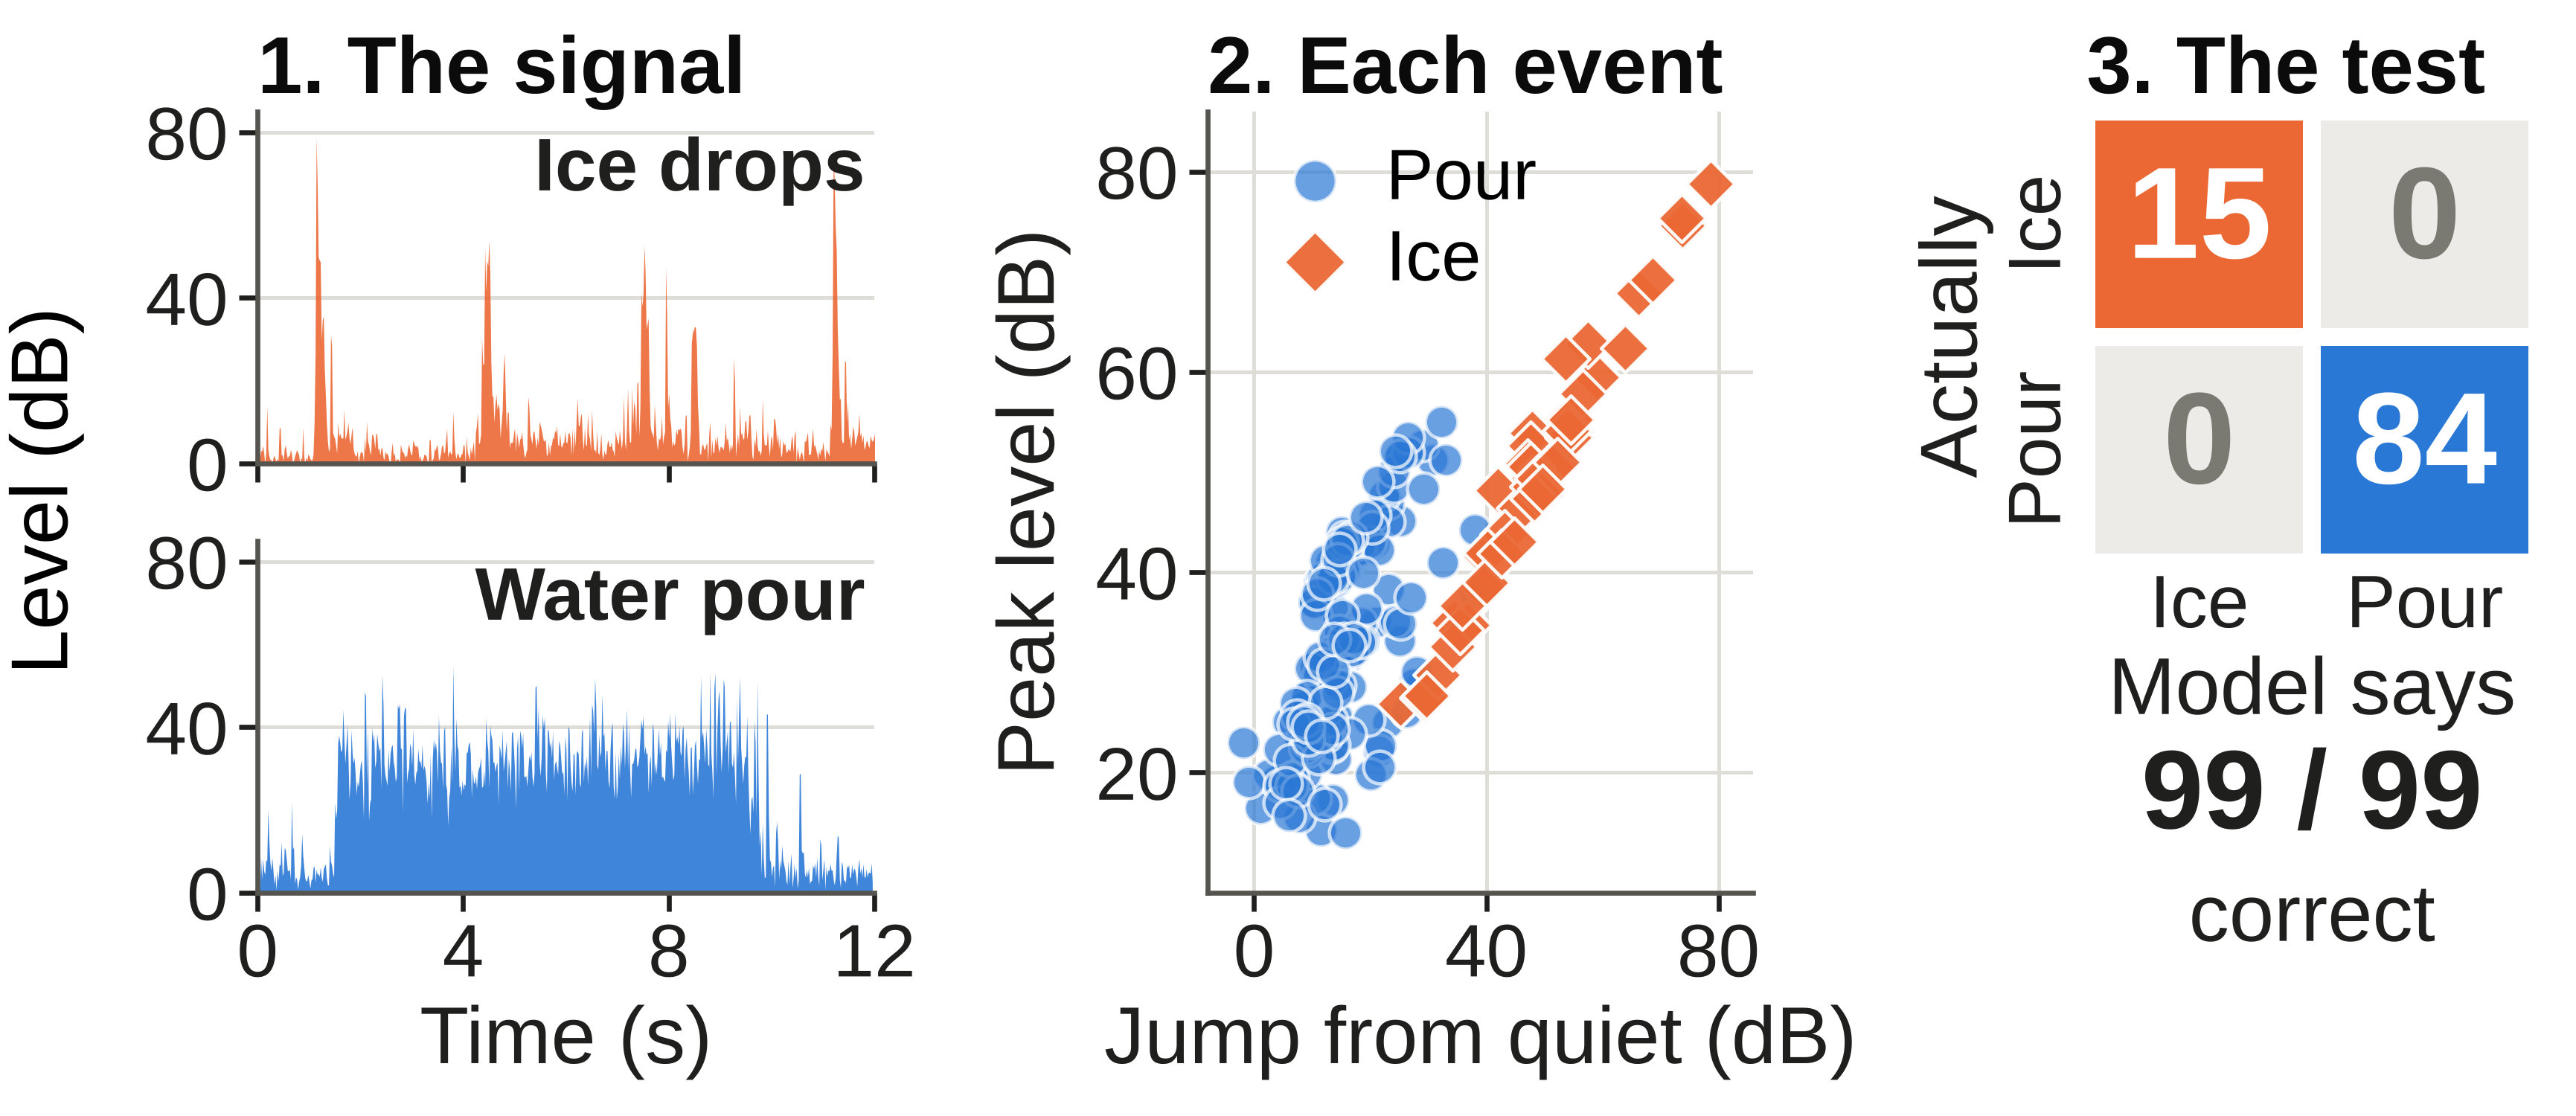 1. The signal
Level (dB)
80
40
0
Ice drops
80
40
0
Water pour
0 4 8 12
Time (s)
2. Each event
Peak level (dB)
80
60
40
20
Pour
Ice
0 40 80
Jump from quiet (dB)
3. The test
Actually
Ice
Pour
15 0
0 84
Ice Pour
Model says
99 / 99
correct